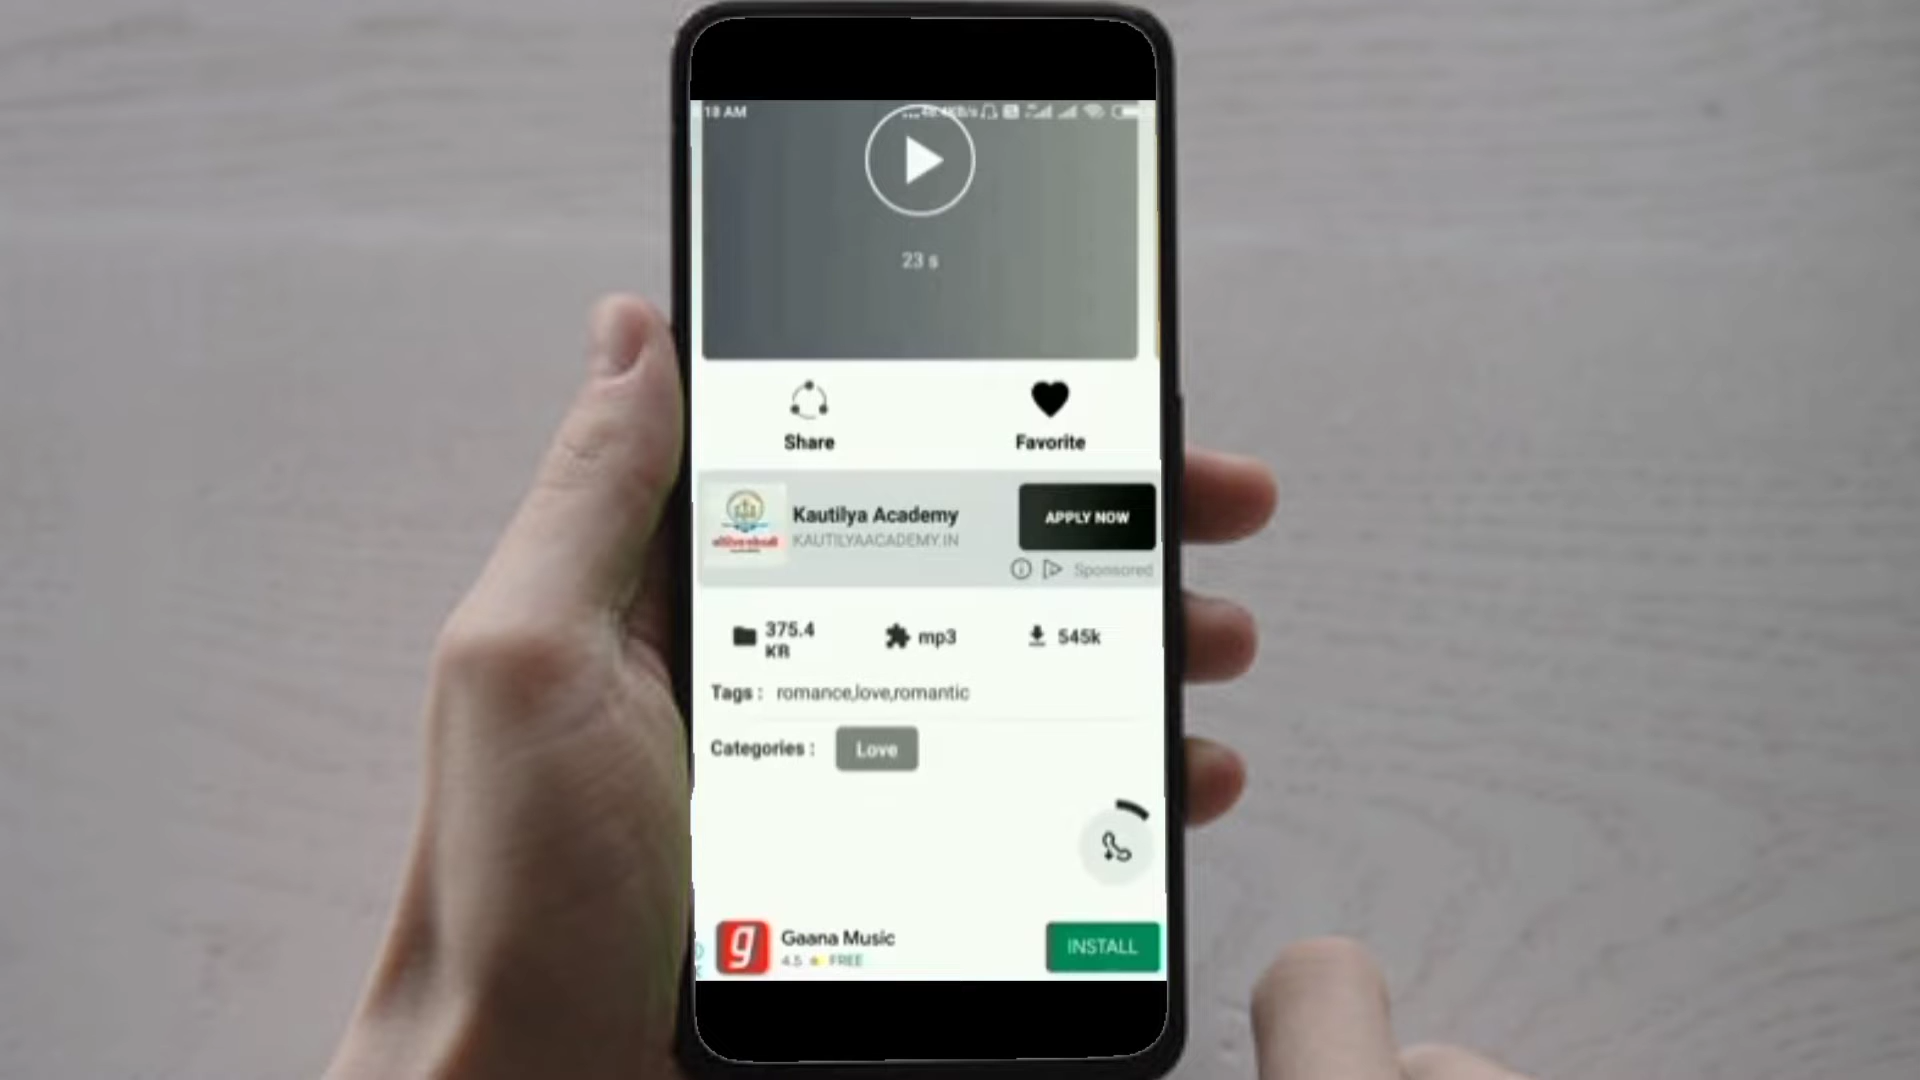 18 AM
23 s
Share
Favorite
Kautilya Academy
APPLY NOW
KAUTILYAACADEMY.IN
Sponsored
375.4 KB
mp3
545k
Tags : romance,love,romantic
Categories : Love
g
Gaana Music
INSTALL
4.5 FREE